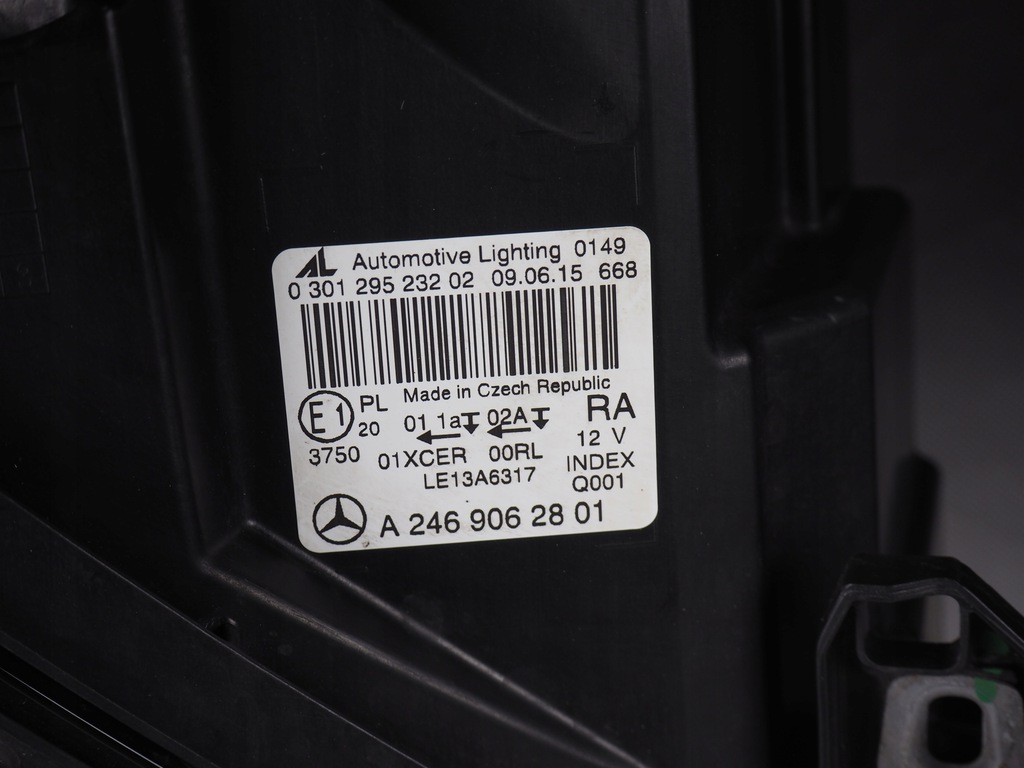 AL Automotive Lighting 0149
0 301 295 232 02 09.06.15 668
Made in Czech Republic
E1 PL 20 01 1a 02A RA
3750 01XCER 00RL 12 V
LE13A6317 INDEX
Q001
A 246 906 28 01